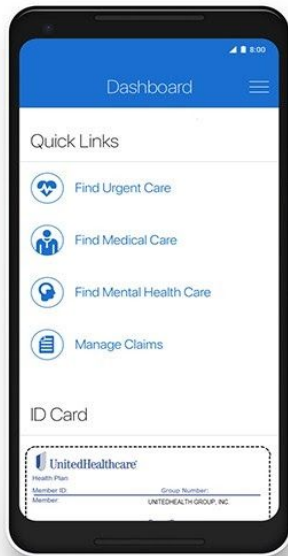 8:00
Dashboard
Quick Links
Find Urgent Care
Find Medical Care
Find Mental Health Care
Manage Claims
ID Card
UnitedHealthcare
Health Plan
Member ID: Group Number:
Member: UNITEDHEALTH GROUP, INC.